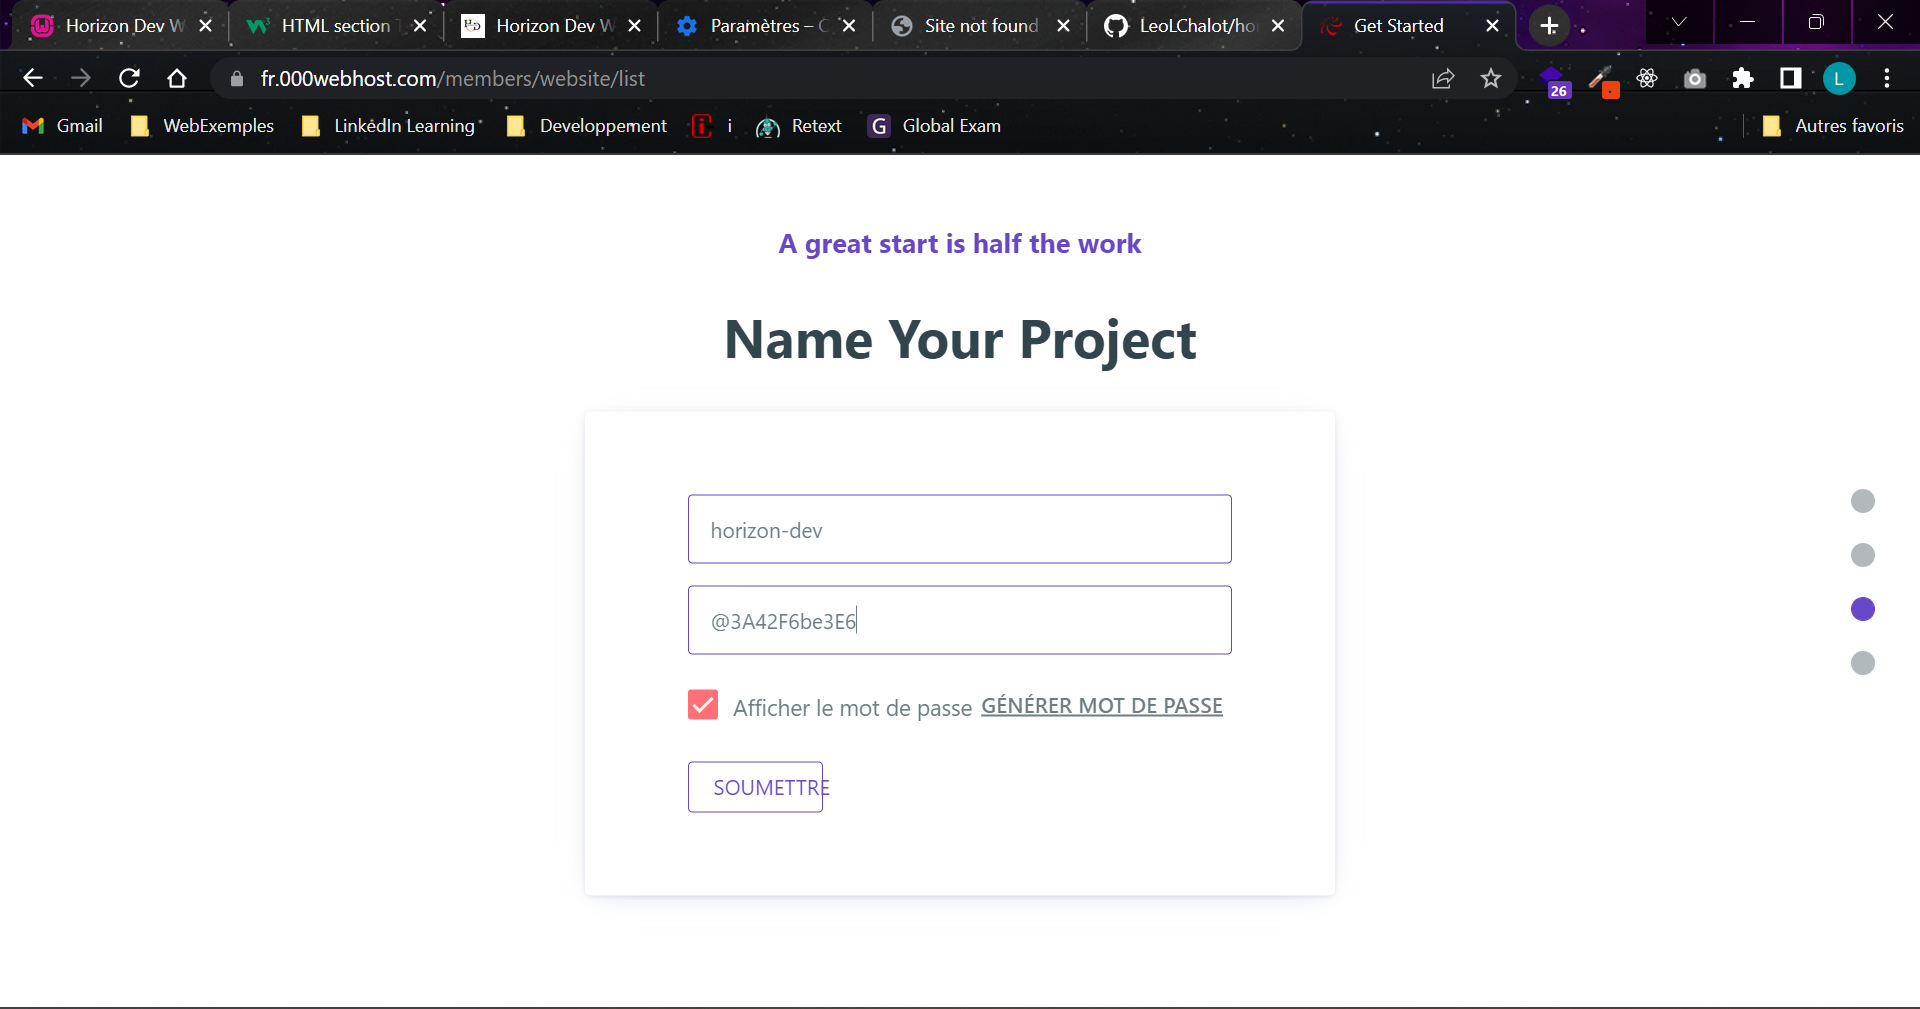 Horizon Dev W
HTML section
Horizon Dev W
Paramètres – C
Site not found
LeoLChalot/ho
Get Started
fr.000webhost.com/members/website/list
26
L
Gmail
WebExemples
LinkedIn Learning
Developpement
i
Retext
G Global Exam
Autres favoris
A great start is half the work
Name Your Project
horizon-dev
@3A42F6be3E6
Afficher le mot de passe GÉNÉRER MOT DE PASSE
SOUMETTRE